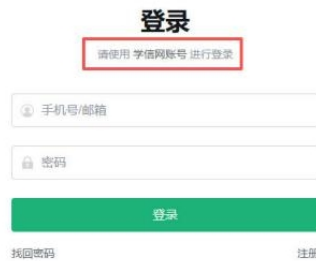 登录
请使用 学信网账号 进行登录
手机号/邮箱
密码
登录
找回密码 注册